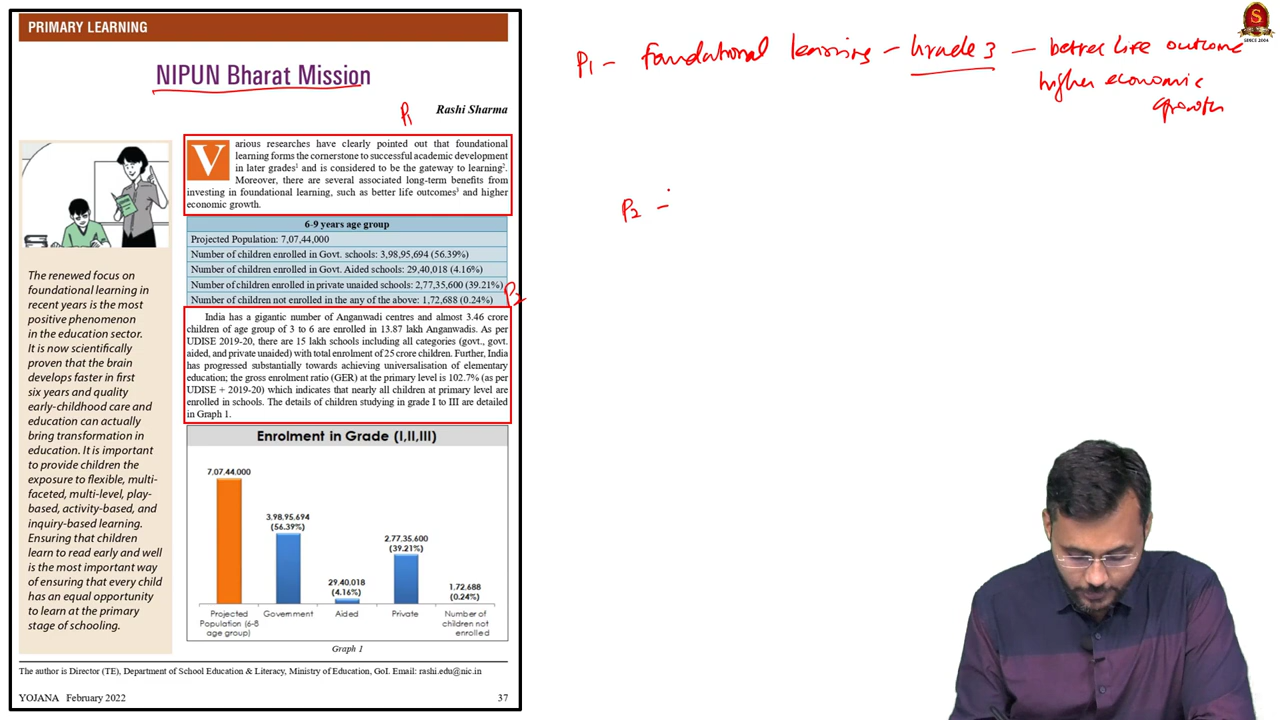 PRIMARY LEARNING
NIPUN Bharat Mission
Rashi Sharma
P1
Various researches have clearly pointed out that foundational
learning forms the cornerstone to successful academic development
in later grades1 and is considered to be the gateway to learning2.
Moreover, there are several associated long-term benefits from
investing in foundational learning, such as better life outcomes3 and higher
economic growth.
6-9 years age group
Projected Population: 7,07,44,000
Number of children enrolled in Govt. schools: 3,98,95,694 (56.39%)
Number of children enrolled in Govt. Aided schools: 29,40,018 (4.16%)
Number of children enrolled in private unaided schools: 2,77,35,600 (39.21%)
Number of children not enrolled in the any of the above: 1,72,688 (0.24%)
P2
India has a gigantic number of Anganwadi centres and almost 3.46 crore
children of age group of 3 to 6 are enrolled in 13.87 lakh Anganwadis. As per
UDISE 2019-20, there are 15 lakh schools including all categories (govt., govt.
aided, and private unaided) with total enrolment of 25 crore children. Further, India
has progressed substantially towards achieving universalisation of elementary
education; the gross enrolment ratio (GER) at the primary level is 102.7% (as per
UDISE + 2019-20) which indicates that nearly all children at primary level are
enrolled in schools. The details of children studying in grade I to III are detailed
in Graph 1.
The renewed focus on
foundational learning in
recent years is the most
positive phenomenon
in the education sector.
It is now scientifically
proven that the brain
develops faster in first
six years and quality
early-childhood care and
education can actually
bring transformation in
education. It is important
to provide children the
exposure to flexible, multi-
faceted, multi-level, play-
based, activity-based, and
inquiry-based learning.
Ensuring that children
learn to read early and well
is the most important way
of ensuring that every child
has an equal opportunity
to learn at the primary
stage of schooling.
Enrolment in Grade (I,II,III)
7,07,44,000
3,98,95,694
(56.39%)
29,40,018
(4.16%)
2,77,35,600
(39.21%)
1,72,688
(0.24%)
Projected
Population (6-8
age group)
Government
Aided
Private
Number of
children not
enrolled
Graph 1
The author is Director (TE), Department of School Education & Literacy, Ministry of Education, GoI. Email: rashi.edu@nic.in
YOJANA February 2022
37
P1 – foundational learning – Grade 3 – better life outcome
higher economic
growth
P2 –
S
SINCE 2004